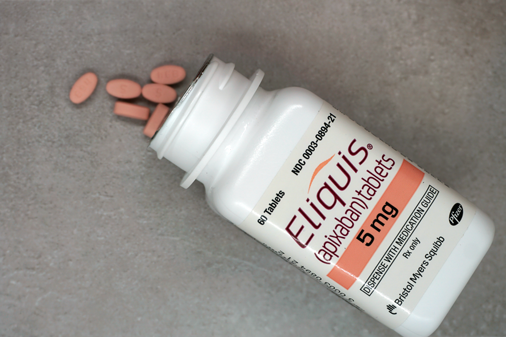 60 Tablets
NDC 0003-0894-21
Eliquis®
(apixaban) tablets
5 mg
DISPENSE WITH MEDICATION GUIDE
Rx only
Bristol Myers Squibb
Pfizer